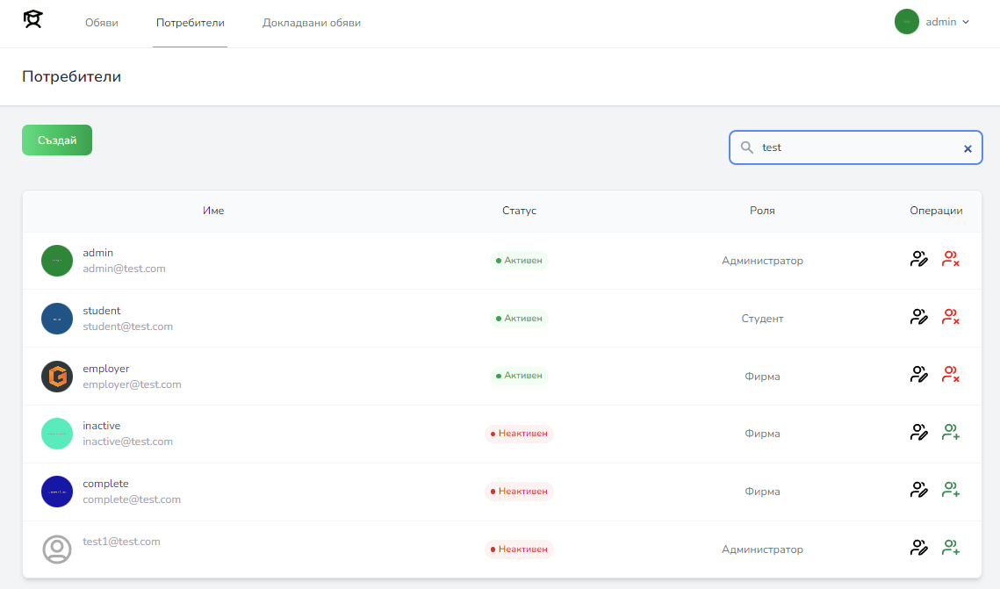 Обяви
Потребители
Докладвани обяви
admin
Потребители
Създай
test
Име Статус Роля Операции
admin
admin@test.com
Активен
Администратор
student
student@test.com
Активен
Студент
employer
employer@test.com
Активен
Фирма
inactive
inactive@test.com
Неактивен
Фирма
complete
complete@test.com
Неактивен
Фирма
test1@test.com
Неактивен
Администратор